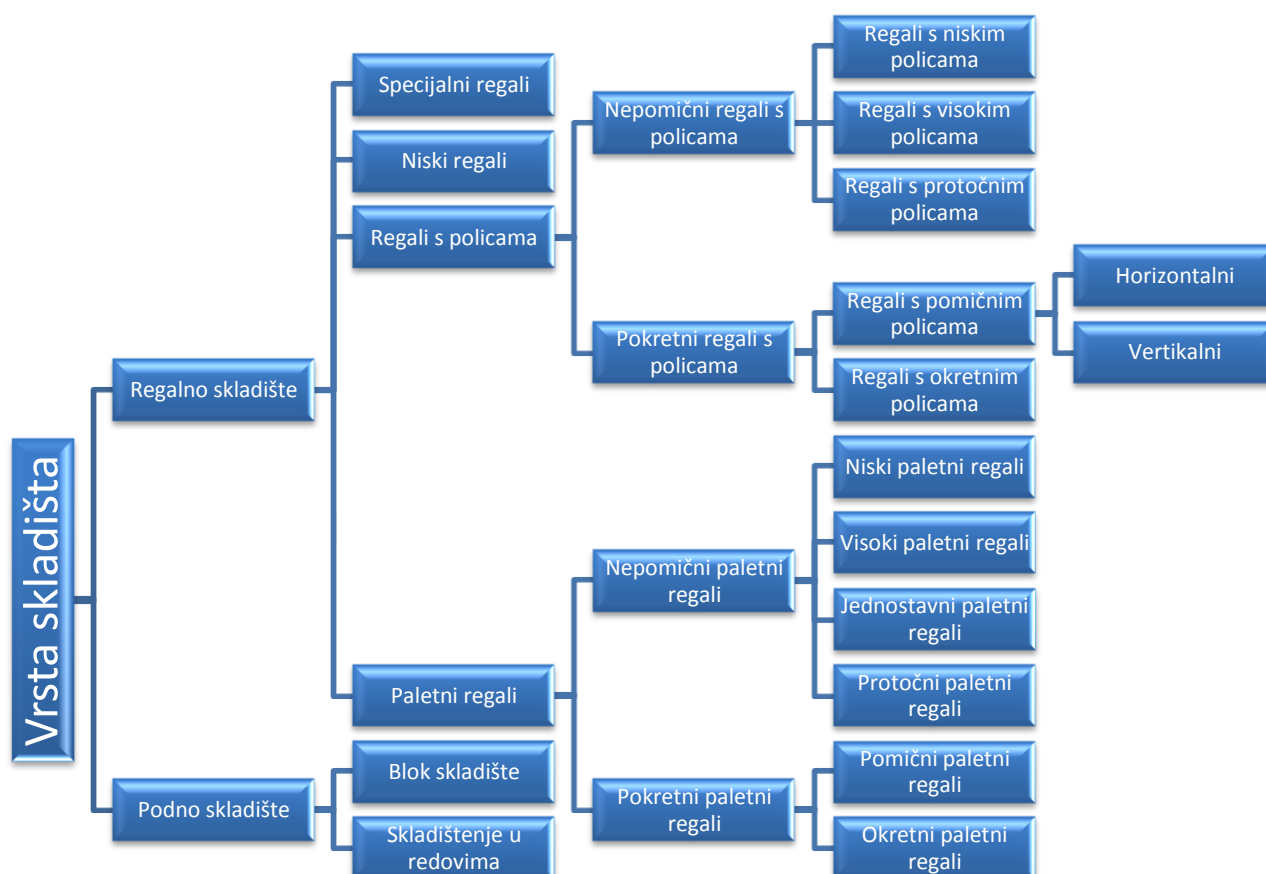 Vrsta skladišta
Regalno skladište
Specijalni regali
Niski regali
Regali s policama
Nepomični regali s
policama
Regali s niskim
policama
Regali s visokim
policama
Regali s protočnim
policama
Pokretni regali s
policama
Regali s pomičnim
policama
Horizontalni
Vertikalni
Regali s okretnim
policama
Paletni regali
Nepomični paletni
regali
Niski paletni regali
Visoki paletni regali
Jednostavni paletni
regali
Protočni paletni
regali
Pokretni paletni
regali
Pomični paletni
regali
Okretni paletni
regali
Podno skladište
Blok skladište
Skladištenje u
redovima